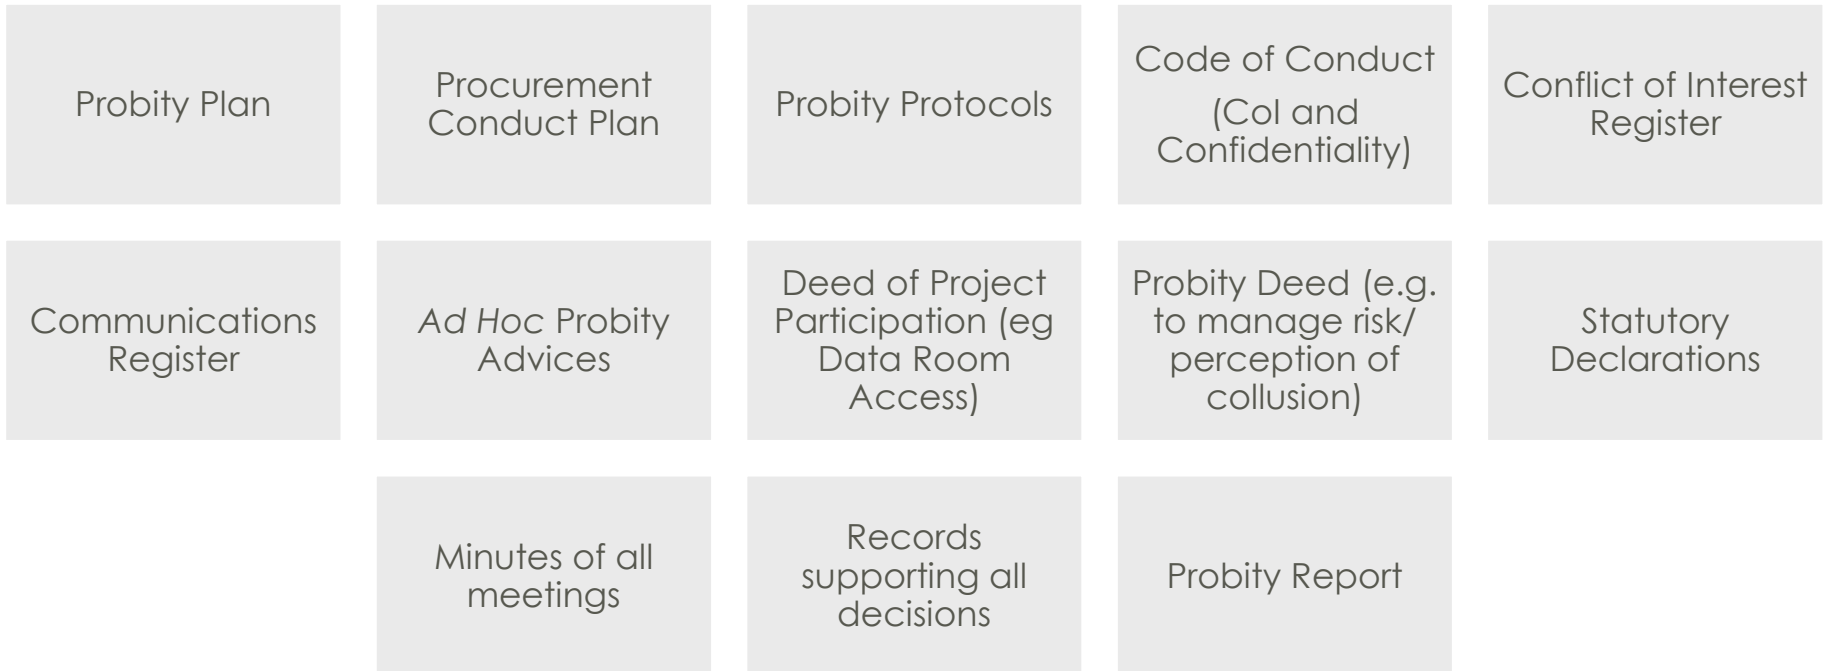 Probity Plan
Procurement
Conduct Plan
Probity Protocols
Code of Conduct
(CoI and
Confidentiality)
Conflict of Interest
Register
Communications
Register
Ad Hoc Probity
Advices
Deed of Project
Participation (eg
Data Room
Access)
Probity Deed (e.g.
to manage risk/
perception of
collusion)
Statutory
Declarations
Minutes of all
meetings
Records
supporting all
decisions
Probity Report